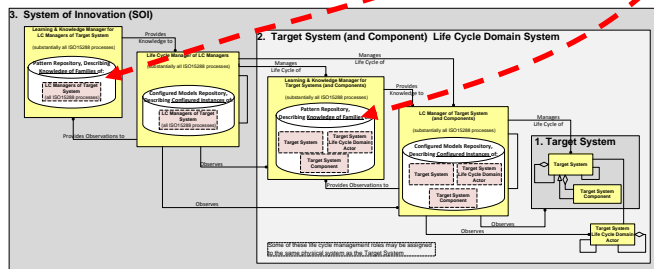 3. System of Innovation (SOI)
Learning & Knowledge Manager for
LC Managers of Target System
(substantially all ISO15288 processes)
Pattern Repository, Describing
Knowledge of Families of:
LC Managers of Target
System
(all ISO15288 processes)
Provides
Knowledge to
Life Cycle Manager of LC Managers
(substantially all ISO15288 processes)
Configured Models Repository,
Describing Configured Instances of:
LC Managers of Target
System
(all ISO15288 processes)
Provides Observations to
2. Target System (and Component) Life Cycle Domain System
Manages
Life Cycle of
Manages
Life Cycle of
Learning & Knowledge Manager for
Target Systems (and Components)
(substantially all ISO15288 processes)
Pattern Repository,
Describing Knowledge of Families
Target System
Target System
Life Cycle Domain
Actor
Target System
Component
Provides
Knowledge to
LC Manager of Target System
(and Components)
(substantially all ISO15288 processes)
Configured Models Repository,
Describing Configured Instances of:
Target System
Target System
Life Cycle Domain
Actor
Target System
Component
Manages
Life Cycle of
1. Target System
Target System
Target System
Component
Observes
Provides Observations to
Observes
Observes
Observes
Target System
Life Cycle Domain
Actor
Some of these life cycle management roles may be assigned
to the same physical system as the Target System